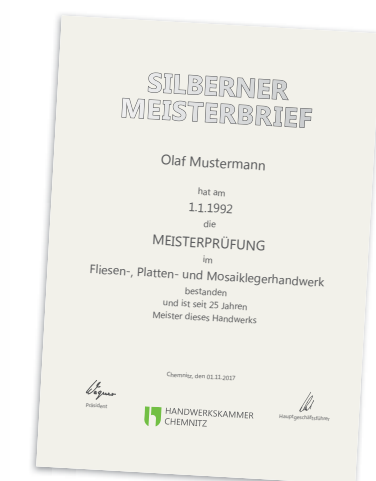 SILBERNER
MEISTERBRIEF
Olaf Mustermann
hat am
1.1.1992
die
MEISTERPRÜFUNG
im
Fliesen-, Platten- und Mosaiklegerhandwerk
bestanden
und ist seit 25 Jahren
Meister dieses Handwerks
Chemnitz, den 01.11.2017
Wagner
Präsident
HANDWERKSKAMMER
CHEMNITZ
Hauptgeschäftsführer